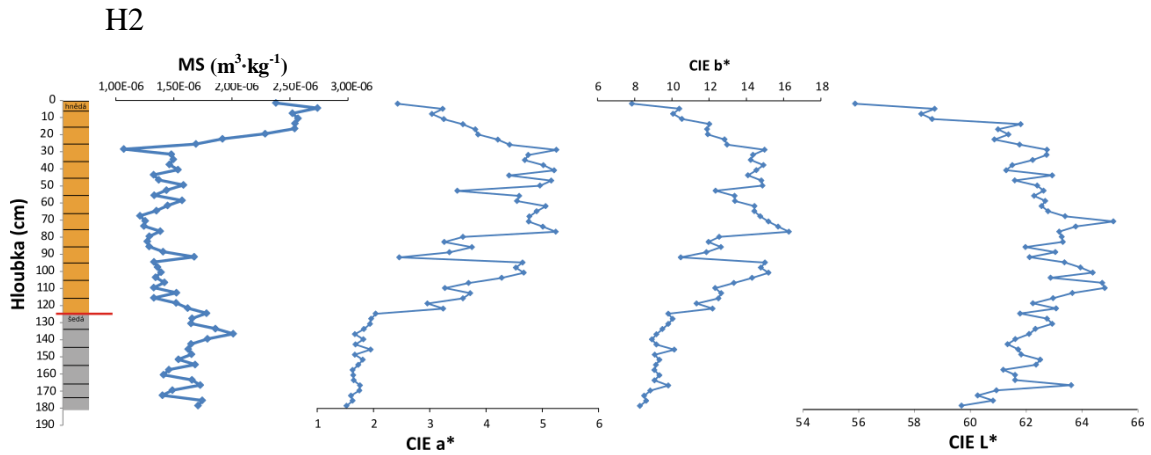 H2
MS (m³·kg⁻¹)
1,00E-06 1,50E-06 2,00E-06 2,50E-06 3,00E-06
CIE b*
6 8 10 12 14 16 18
Hloubka (cm)
0
10
20
30
40
50
60
70
80
90
100
110
120
130
140
150
160
170
180
190
hnědá
šedá
1 2 3 4 5 6
CIE a*
54 56 58 60 62 64 66
CIE L*